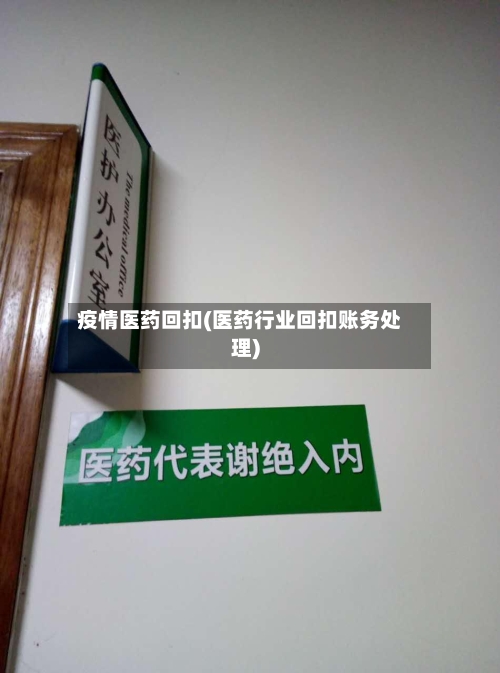 医护办公室
The medical office
疫情医药回扣(医药行业回扣账务处
理)
医药代表谢绝入内